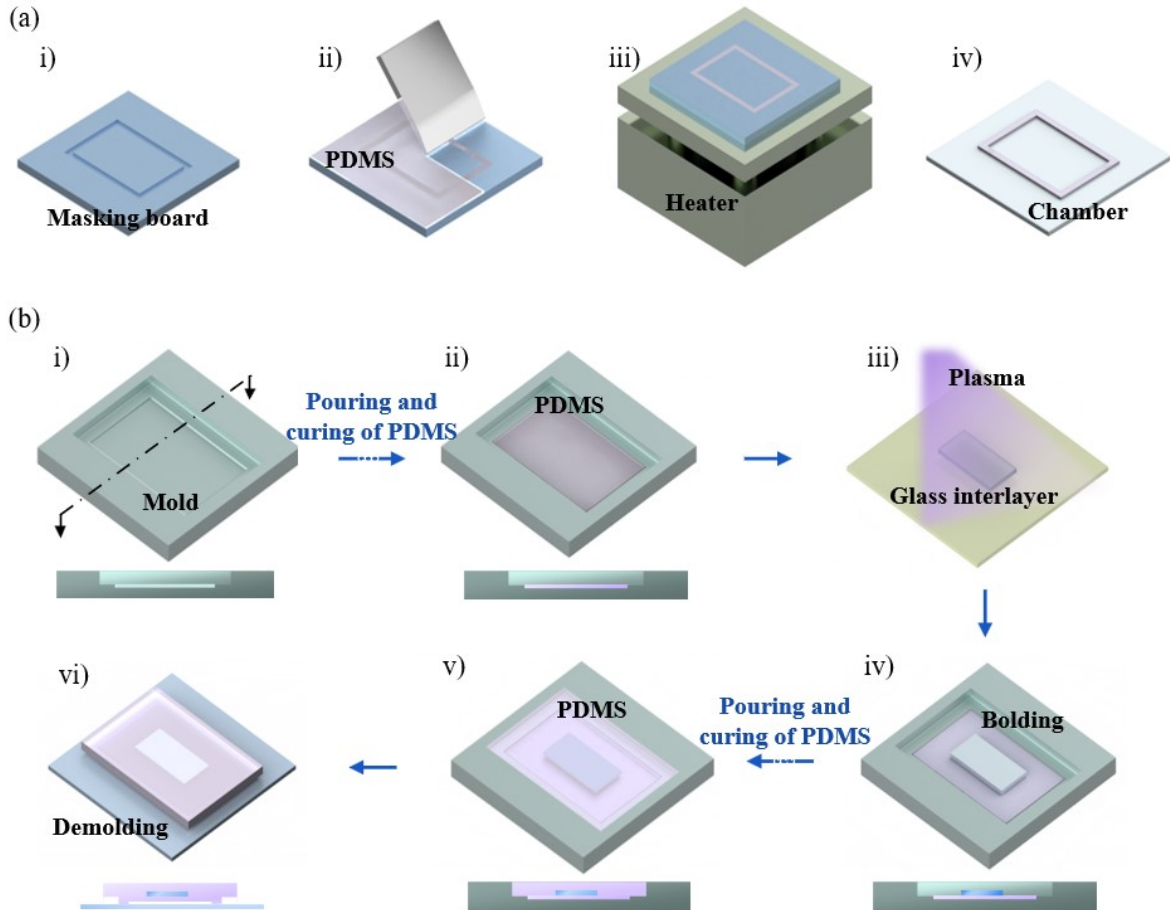 (a)
i)
ii)
iii)
iv)
PDMS
Masking board
Heater
Chamber
(b)
i)
ii)
iii)
Pouring and
curing of PDMS
PDMS
Plasma
Mold
Glass interlayer
vi)
v)
iv)
PDMS
Pouring and
curing of PDMS
Bolding
Demolding